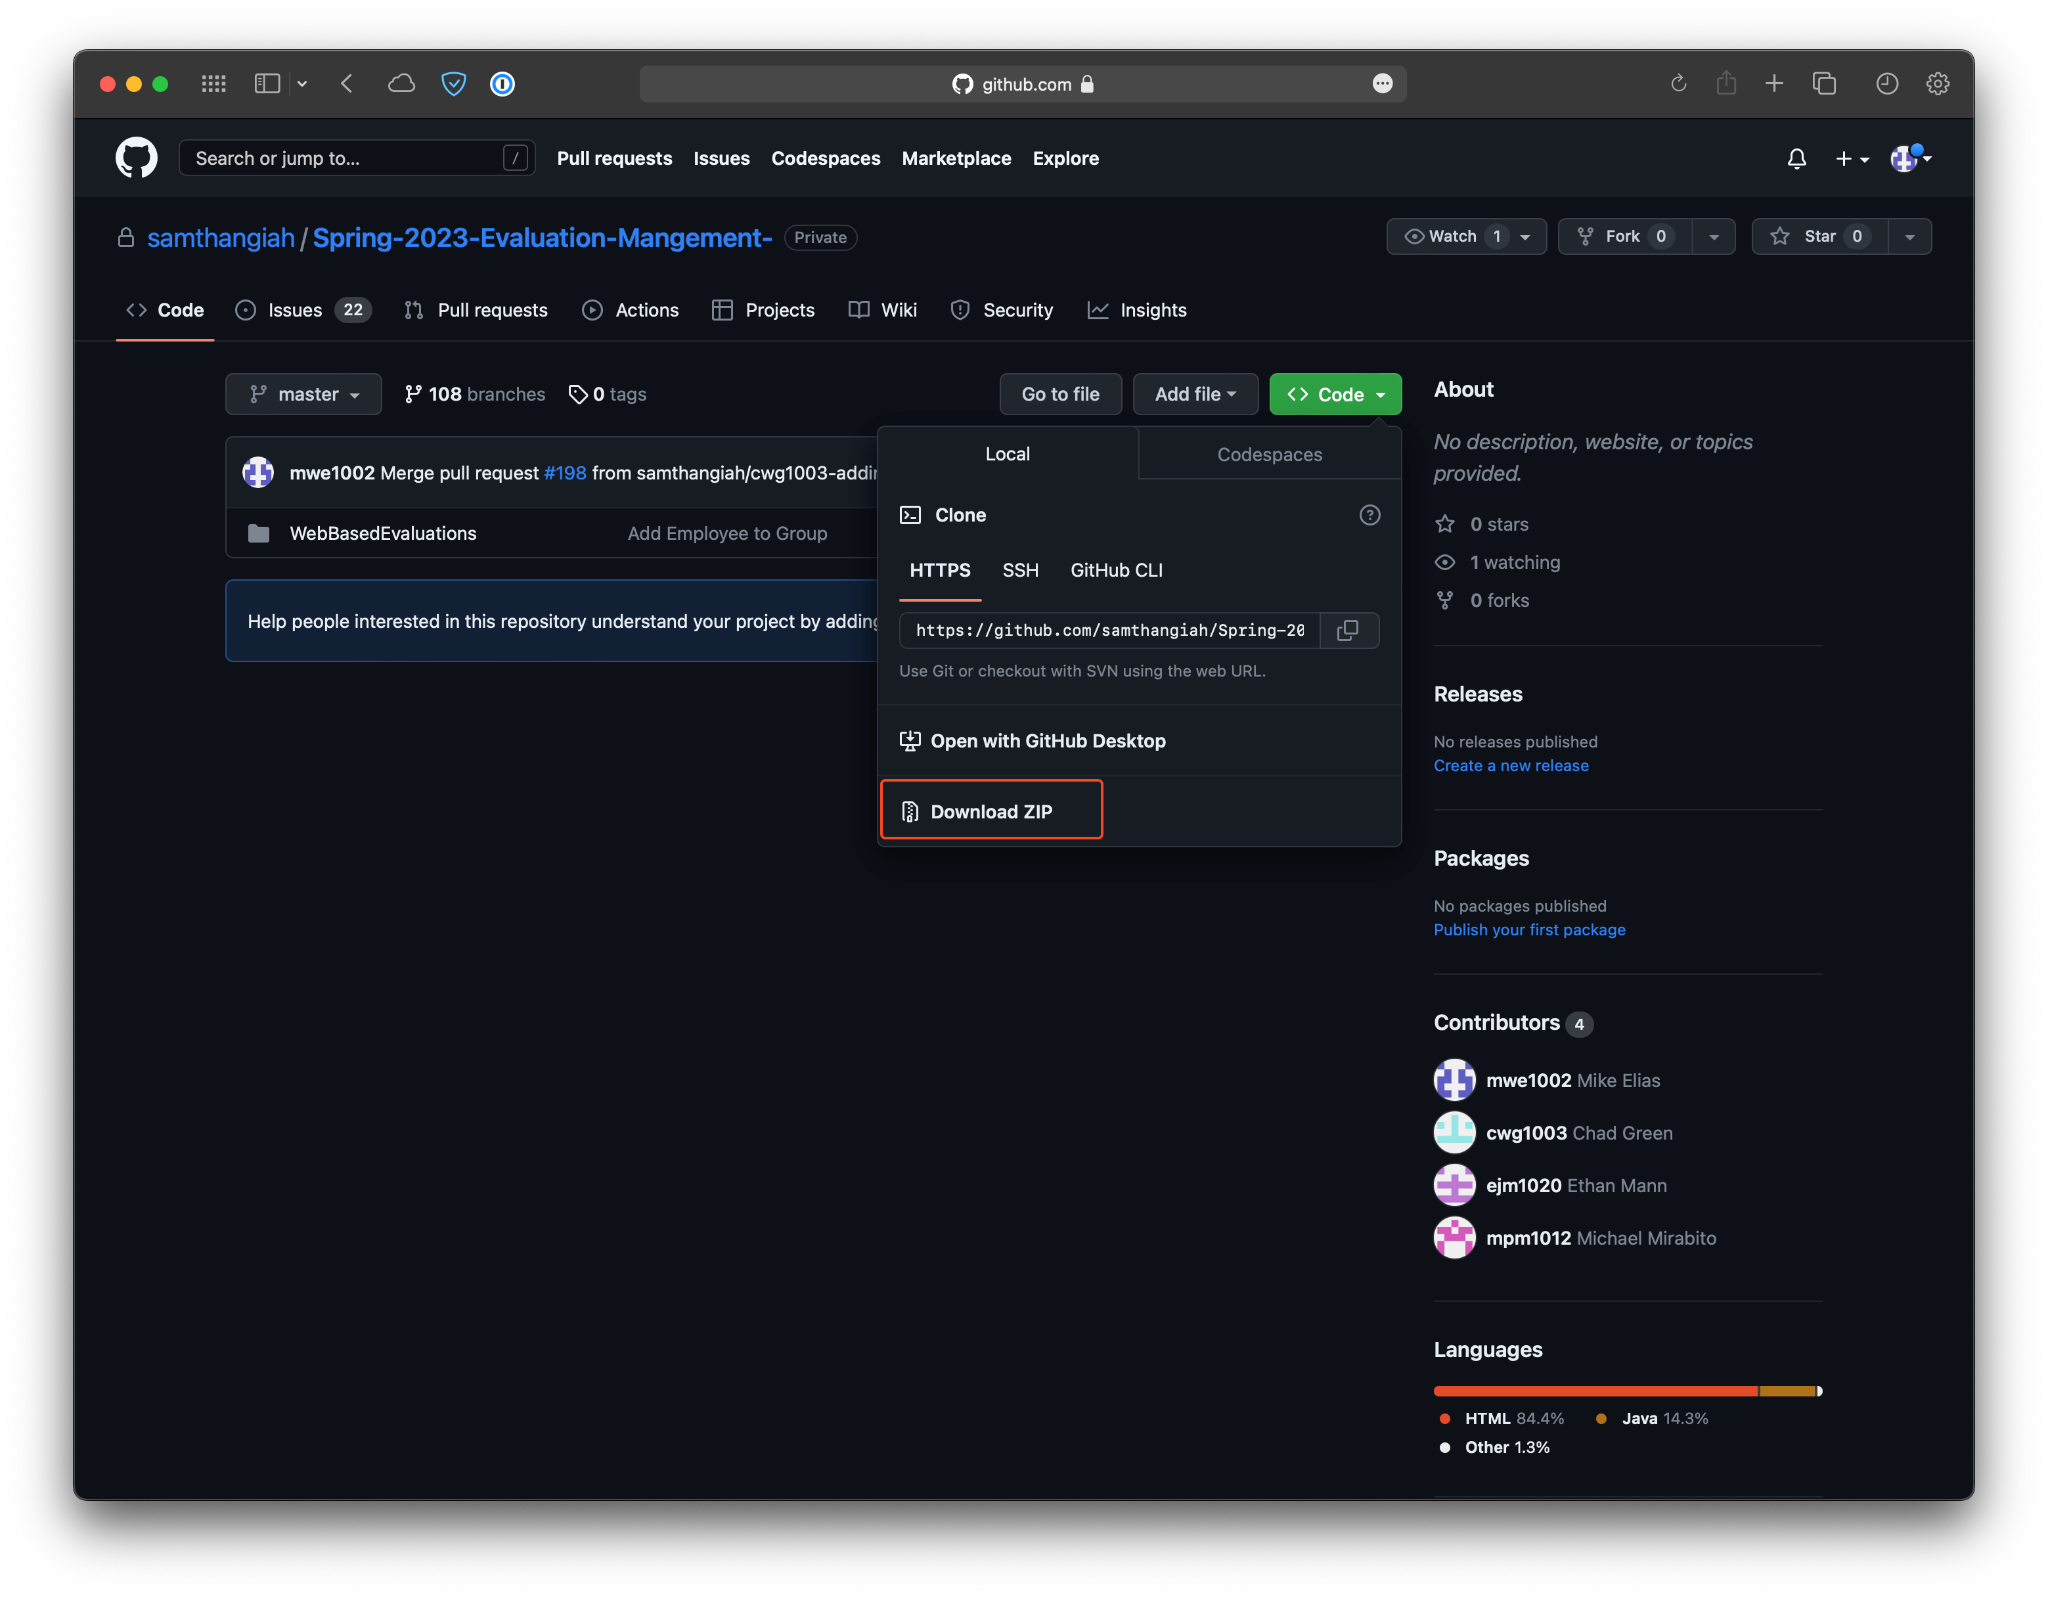 github.com
Search or jump to... /
Pull requests Issues Codespaces Marketplace Explore
samthangiah / Spring-2023-Evaluation-Mangement- Private
Watch 1 Fork 0 Star 0
Code Issues 22 Pull requests Actions Projects Wiki Security Insights
master 108 branches 0 tags
Go to file Add file Code
mwe1002 Merge pull request #198 from samthangiah/cwg1003-addin
WebBasedEvaluations Add Employee to Group
Help people interested in this repository understand your project by adding
Local Codespaces
Clone
HTTPS SSH GitHub CLI
https://github.com/samthangiah/Spring-20
Use Git or checkout with SVN using the web URL.
Open with GitHub Desktop
Download ZIP
About
No description, website, or topics
provided.
0 stars
1 watching
0 forks
Releases
No releases published
Create a new release
Packages
No packages published
Publish your first package
Contributors 4
mwe1002 Mike Elias
cwg1003 Chad Green
ejm1020 Ethan Mann
mpm1012 Michael Mirabito
Languages
HTML 84.4% Java 14.3%
Other 1.3%